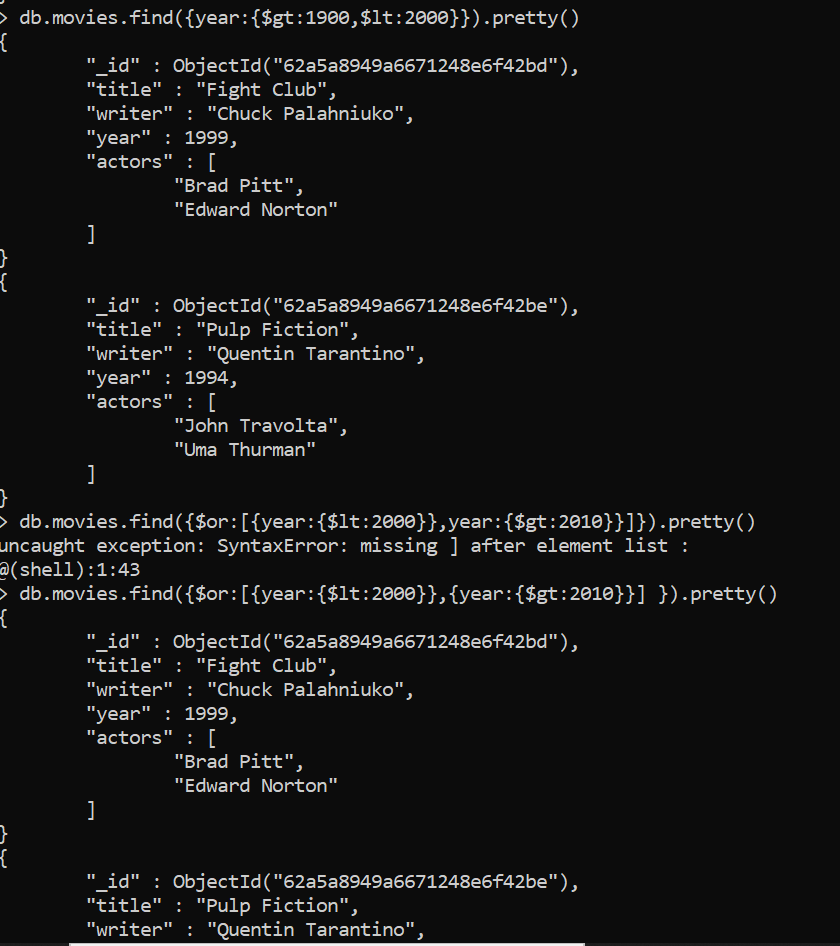 > db.movies.find({year:{$gt:1900,$lt:2000}}).pretty()
{
        "_id" : ObjectId("62a5a8949a6671248e6f42bd"),
        "title" : "Fight Club",
        "writer" : "Chuck Palahniuko",
        "year" : 1999,
        "actors" : [
                "Brad Pitt",
                "Edward Norton"
        ]
}
{
        "_id" : ObjectId("62a5a8949a6671248e6f42be"),
        "title" : "Pulp Fiction",
        "writer" : "Quentin Tarantino",
        "year" : 1994,
        "actors" : [
                "John Travolta",
                "Uma Thurman"
        ]
}
> db.movies.find({$or:[{year:{$lt:2000}},year:{$gt:2010}}]}).pretty()
uncaught exception: SyntaxError: missing ] after element list :
@(shell):1:43
> db.movies.find({$or:[{year:{$lt:2000}},{year:{$gt:2010}}] }).pretty()
{
        "_id" : ObjectId("62a5a8949a6671248e6f42bd"),
        "title" : "Fight Club",
        "writer" : "Chuck Palahniuko",
        "year" : 1999,
        "actors" : [
                "Brad Pitt",
                "Edward Norton"
        ]
}
{
        "_id" : ObjectId("62a5a8949a6671248e6f42be"),
        "title" : "Pulp Fiction",
        "writer" : "Quentin Tarantino",